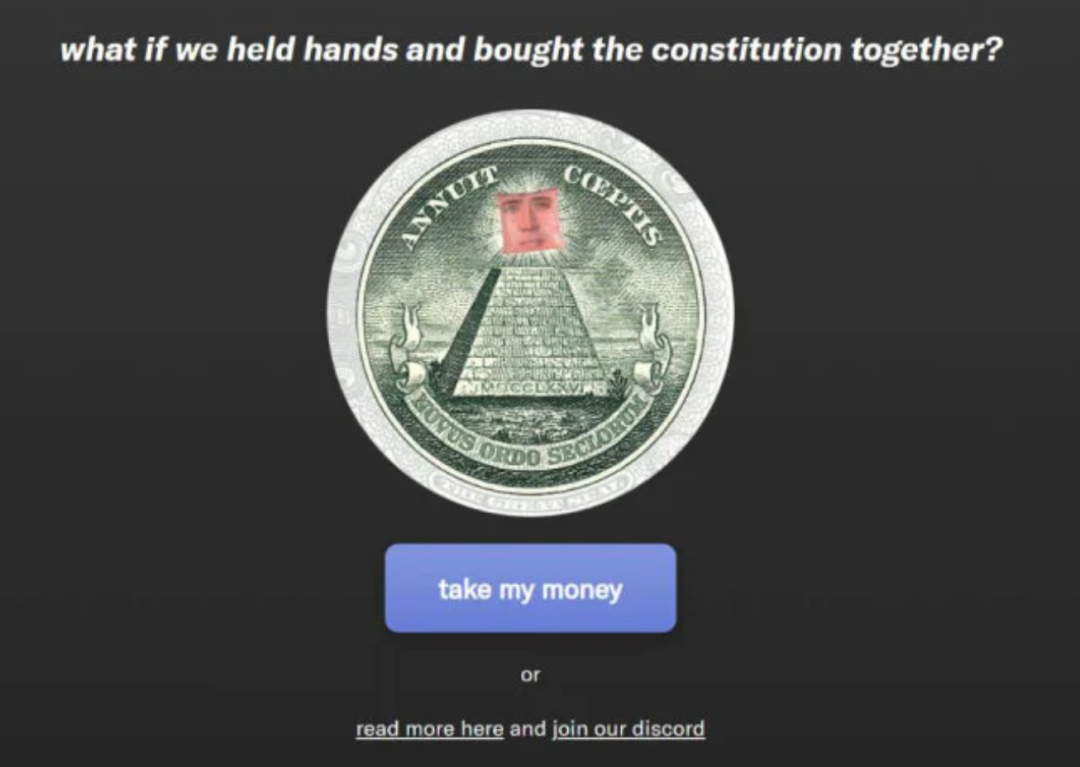 what if we held hands and bought the constitution together?
ANNUIT CŒPTIS
MDCCLXXVI
NOVUS ORDO SECLORUM
THE GREAT SEAL
take my money
or
read more here and join our discord